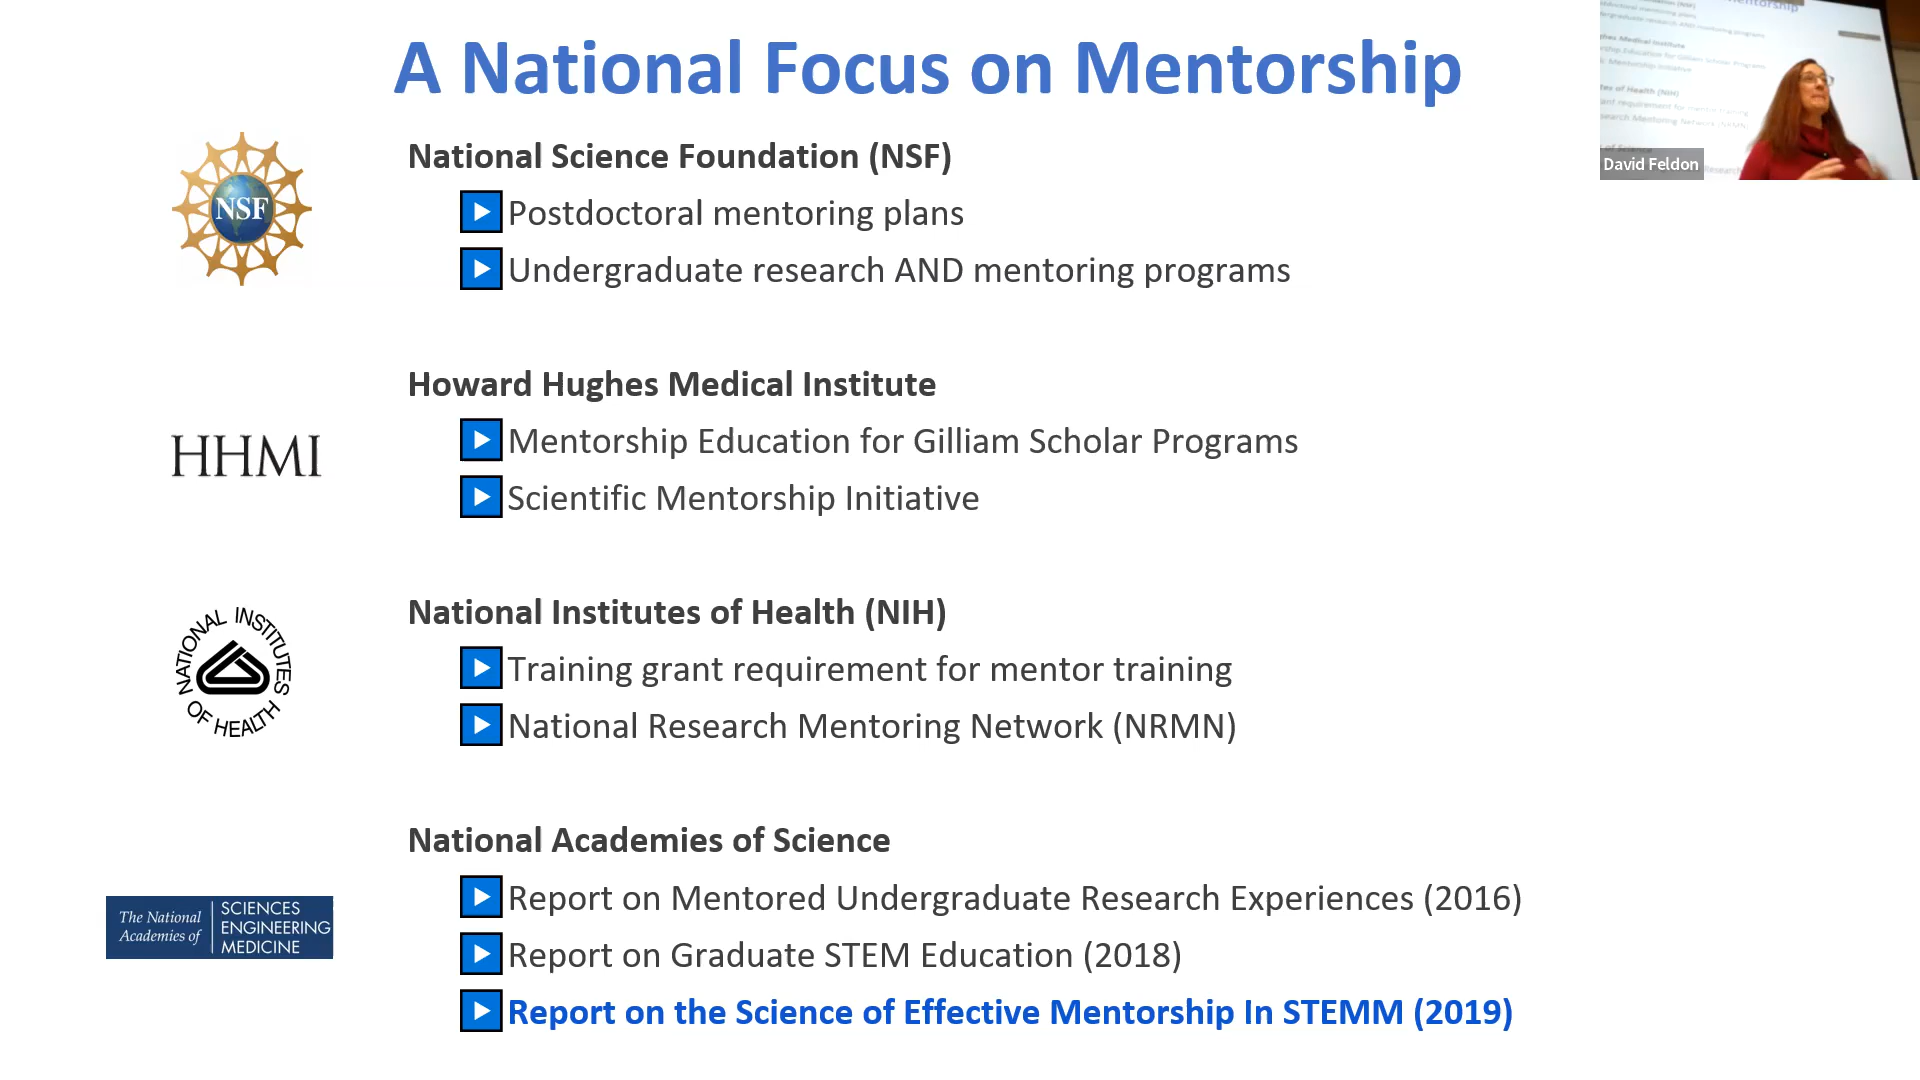 A National Focus on Mentorship
National Science Foundation (NSF)
Postdoctoral mentoring plans
Undergraduate research AND mentoring programs
NSF
Howard Hughes Medical Institute
Mentorship Education for Gilliam Scholar Programs
Scientific Mentorship Initiative
HHMI
National Institutes of Health (NIH)
Training grant requirement for mentor training
National Research Mentoring Network (NRMN)
NATIONAL INSTITUTES
OF HEALTH
National Academies of Science
Report on Mentored Undergraduate Research Experiences (2016)
Report on Graduate STEM Education (2018)
Report on the Science of Effective Mentorship In STEMM (2019)
The National
Academies of
SCIENCES
ENGINEERING
MEDICINE
David Feldon